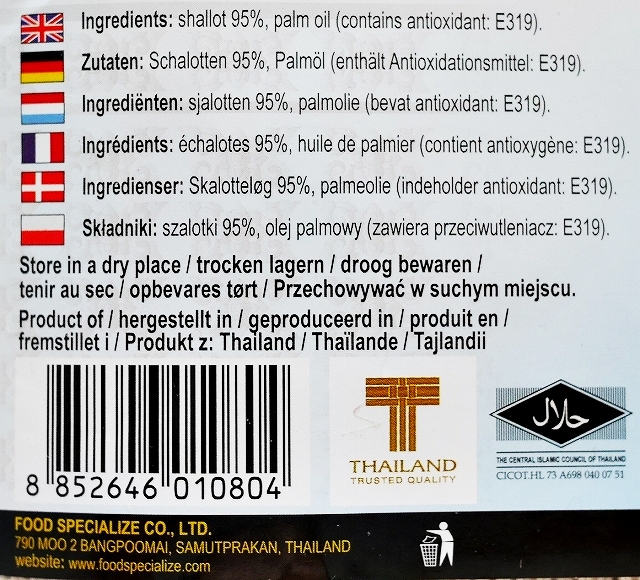 Ingredients: shallot 95%, palm oil (contains antioxidant: E319).
Zutaten: Schalotten 95%, Palmöl (enthält Antioxidationsmittel: E319).
Ingrediënten: sjalotten 95%, palmolie (bevat antioxidant: E319).
Ingrédients: échalotes 95%, huile de palmier (contient antioxygène: E319).
Ingredienser: Skalotteløg 95%, palmeolie (indeholder antioxidant: E319).
Składniki: szalotki 95%, olej palmowy (zawiera przeciwutleniacz: E319).
Store in a dry place / trocken lagern / droog bewaren /
tenir au sec / opbevares tørt / Przechowywać w suchym miejscu.
Product of / hergestellt in / geproduceerd in / produit en /
fremstillet i / Produkt z: Thailand / Thaïlande / Tajlandii
8 852646 010804
THAILAND
TRUSTED QUALITY
حلال
THE CENTRAL ISLAMIC COUNCIL OF THAILAND
CICOT.HL 73 A698 040 07 51
FOOD SPECIALIZE CO., LTD.
790 MOO 2 BANGPOOMAI, SAMUTPRAKAN, THAILAND
website: www.foodspecialize.com